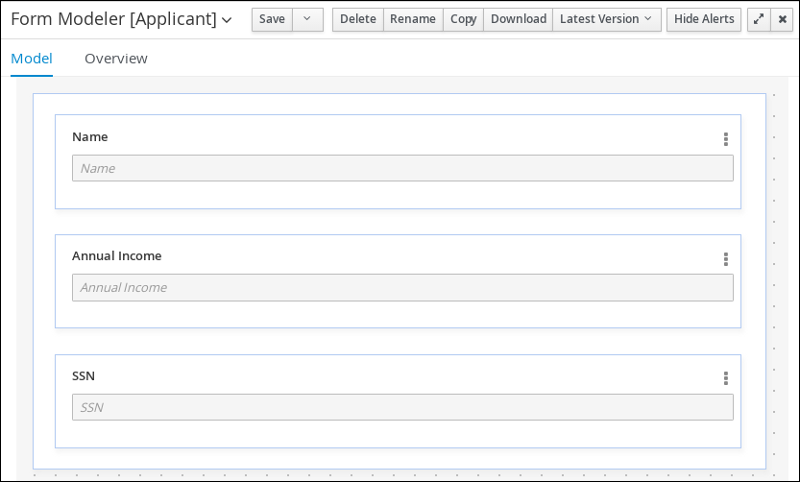 Form Modeler [Applicant] Save Delete Rename Copy Download Latest Version Hide Alerts
Model Overview
Name
Name
Annual Income
Annual Income
SSN
SSN